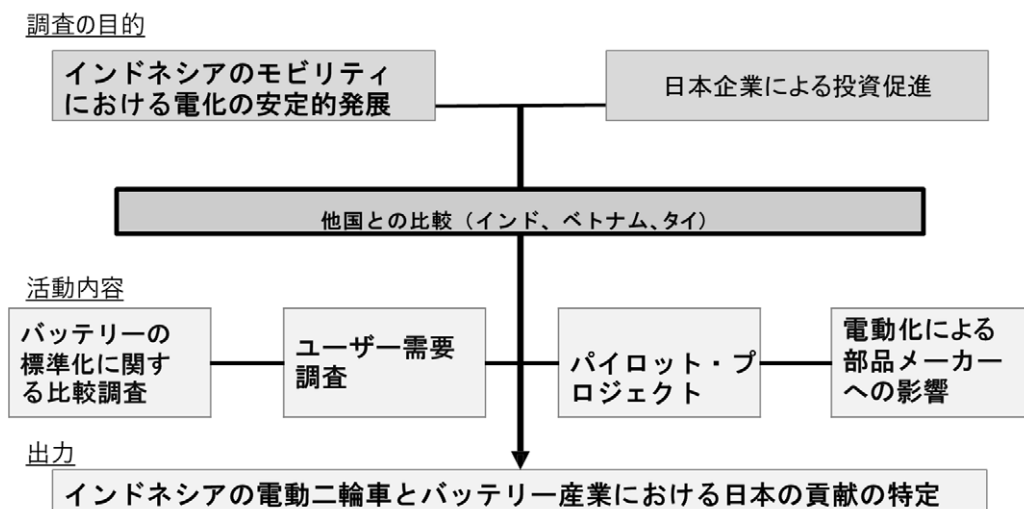 調査の目的
インドネシアのモビリティ
における電化の安定的発展
日本企業による投資促進
他国との比較（インド、ベトナム、タイ）
活動内容
バッテリーの
標準化に関す
る比較調査
ユーザー需要
調査
パイロット・プ
ロジェクト
電動化による
部品メーカー
への影響
出力
インドネシアの電動二輪車とバッテリー産業における日本の貢献の特定